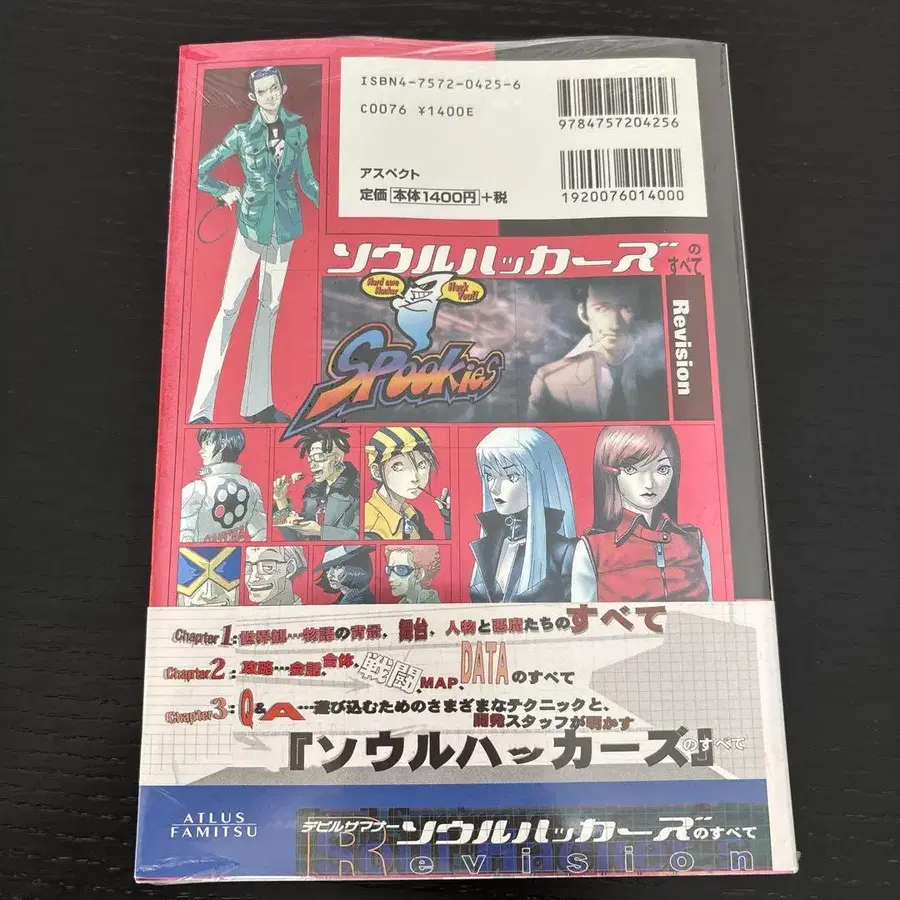 ISBN4-7572-0425-6
C0076 ¥1400E
9784757204256
アスペクト
定価 本体1400円 +税
1920076014000
ソウルハッカーズのすべて
Revision
Hard core Hacker
Hack You!!
SPookies
Chapter 1:世界観…物語の背景、舞台、人物と悪魔たちのすべて
Chapter2:攻略…会話、合体、戦闘、MAP、DATAのすべて
Chapter3:Q&A…遊び込むためのさまざまなテクニックと、
開発スタッフが明かす
『ソウルハッカーズのすべて』
ATLUS
FAMITSU
デビルサマナー ソウルハッカーズのすべて
Revision